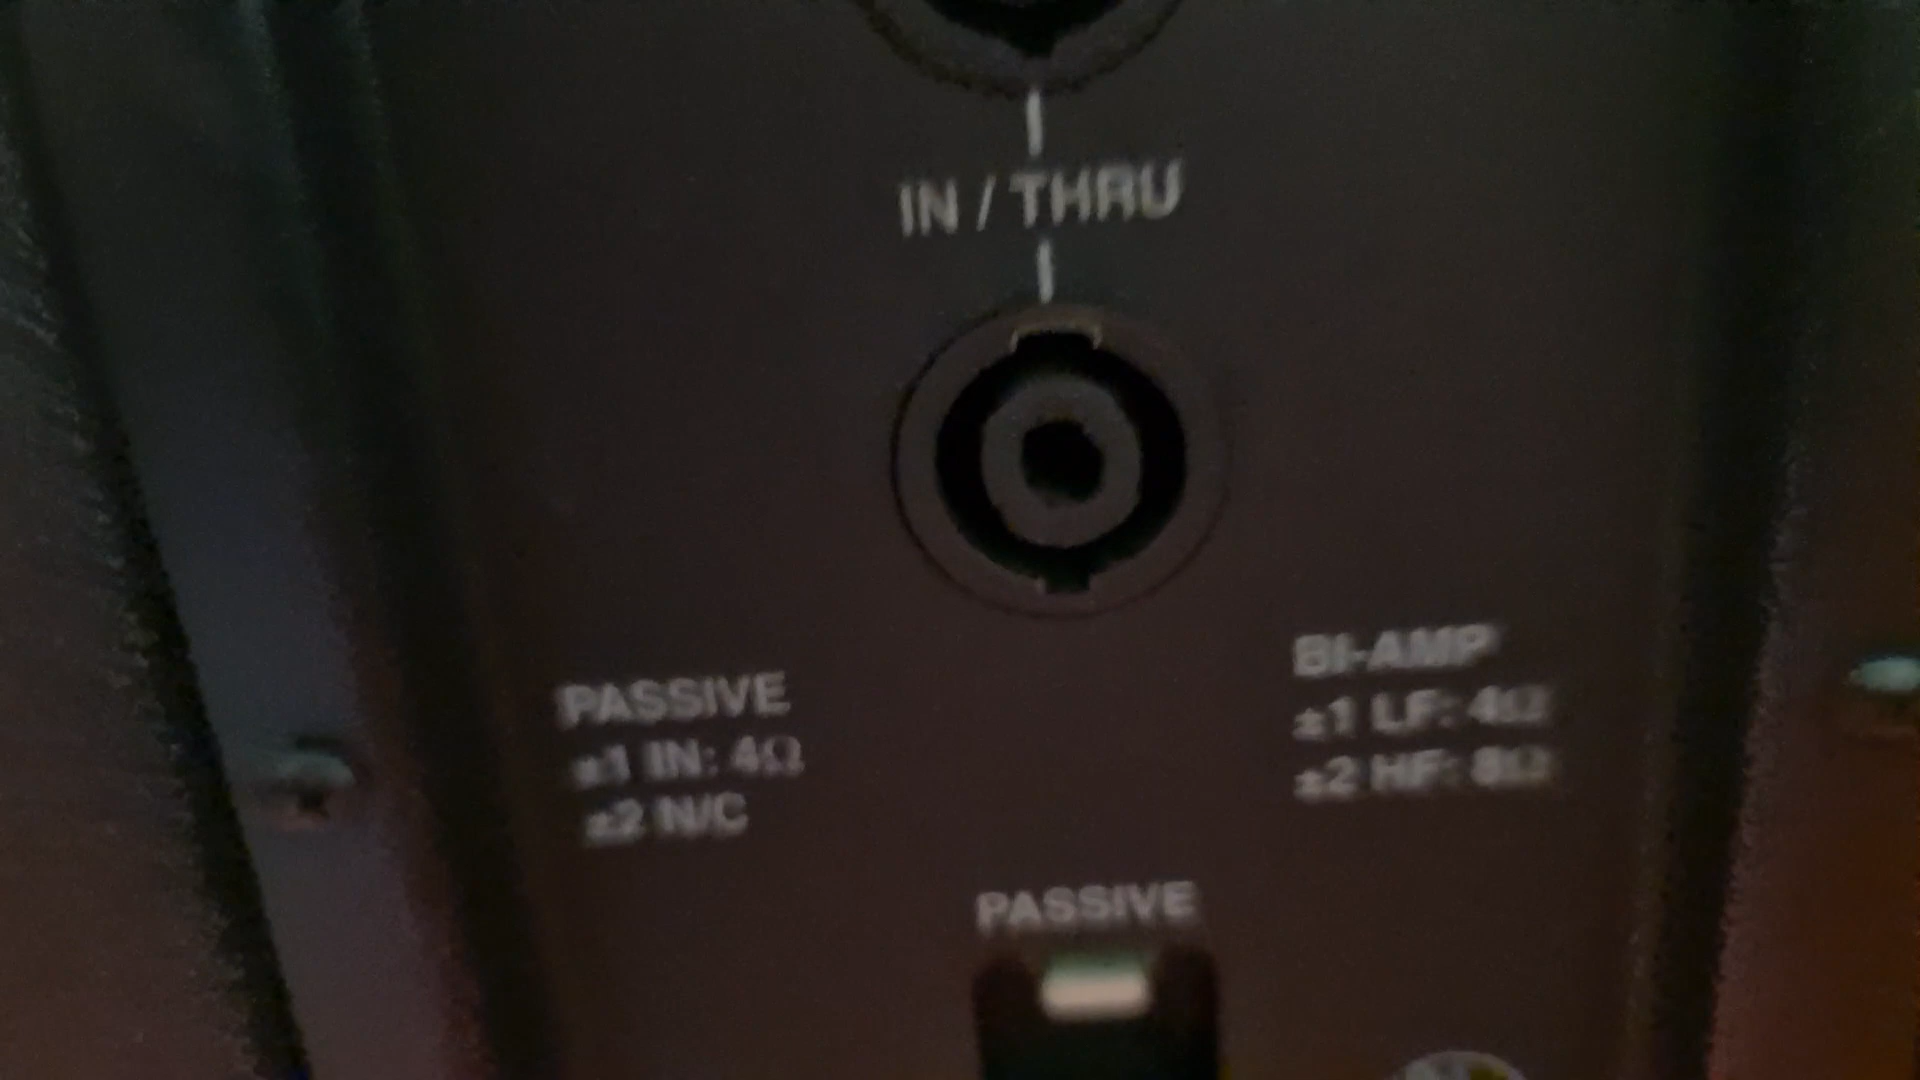 IN / THRU
PASSIVE
±1 IN: 4Ω
±2 N/C
BI-AMP
±1 LF: 4Ω
±2 HF: 8Ω
PASSIVE